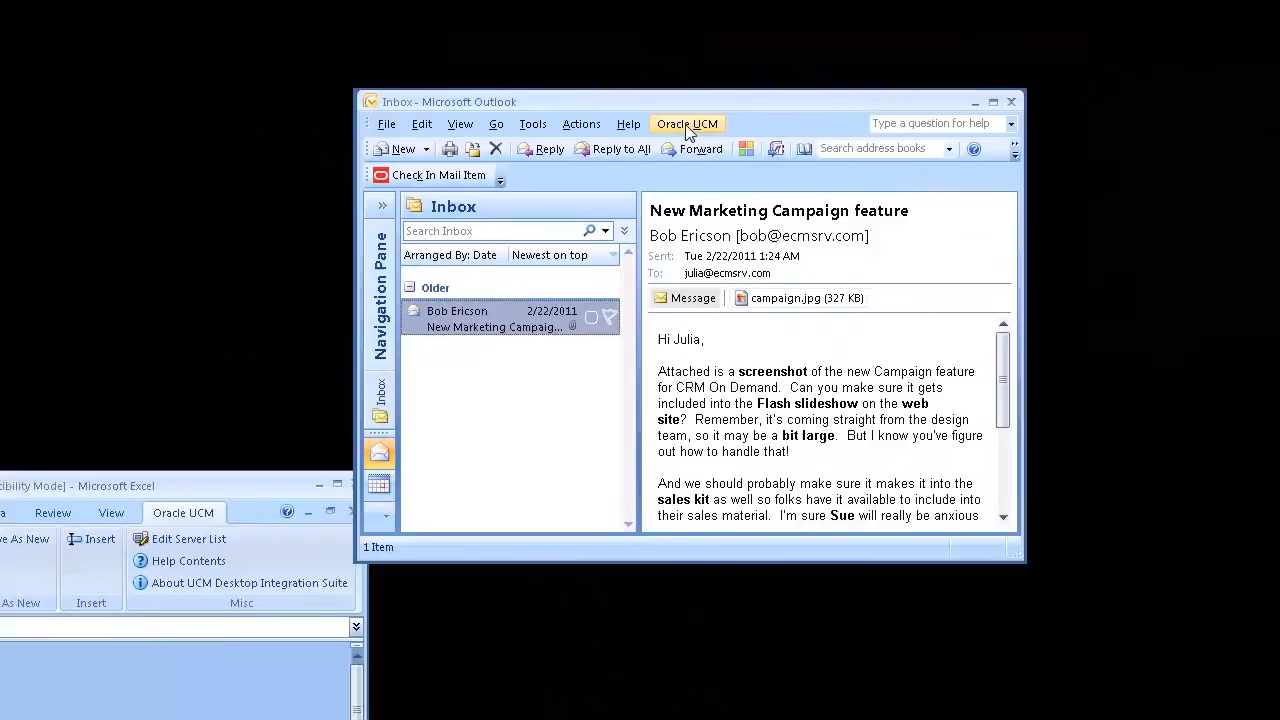 Inbox - Microsoft Outlook
File Edit View Go Tools Actions Help Oracle UCM Type a question for help
New Reply Reply to All Forward Search address books
Check In Mail Item
Navigation Pane
Inbox
Inbox
Search Inbox
Arranged By: Date Newest on top
Older
Bob Ericson 2/22/2011
New Marketing Campaig...
New Marketing Campaign feature
Bob Ericson [bob@ecmsrv.com]
Sent: Tue 2/22/2011 1:24 AM
To: julia@ecmsrv.com
Message campaign.jpg (327 KB)
Hi Julia,
Attached is a screenshot of the new Campaign feature
for CRM On Demand. Can you make sure it gets
included into the Flash slideshow on the web
site? Remember, it's coming straight from the design
team, so it may be a bit large. But I know you've figure
out how to handle that!
And we should probably make sure it makes it into the
sales kit as well so folks have it available to include into
their sales material. I'm sure Sue will really be anxious
1 Item
tibility Mode] - Microsoft Excel
a Review View Oracle UCM
ve As New Insert Edit Server List
Help Contents
About UCM Desktop Integration Suite
As New Insert Misc